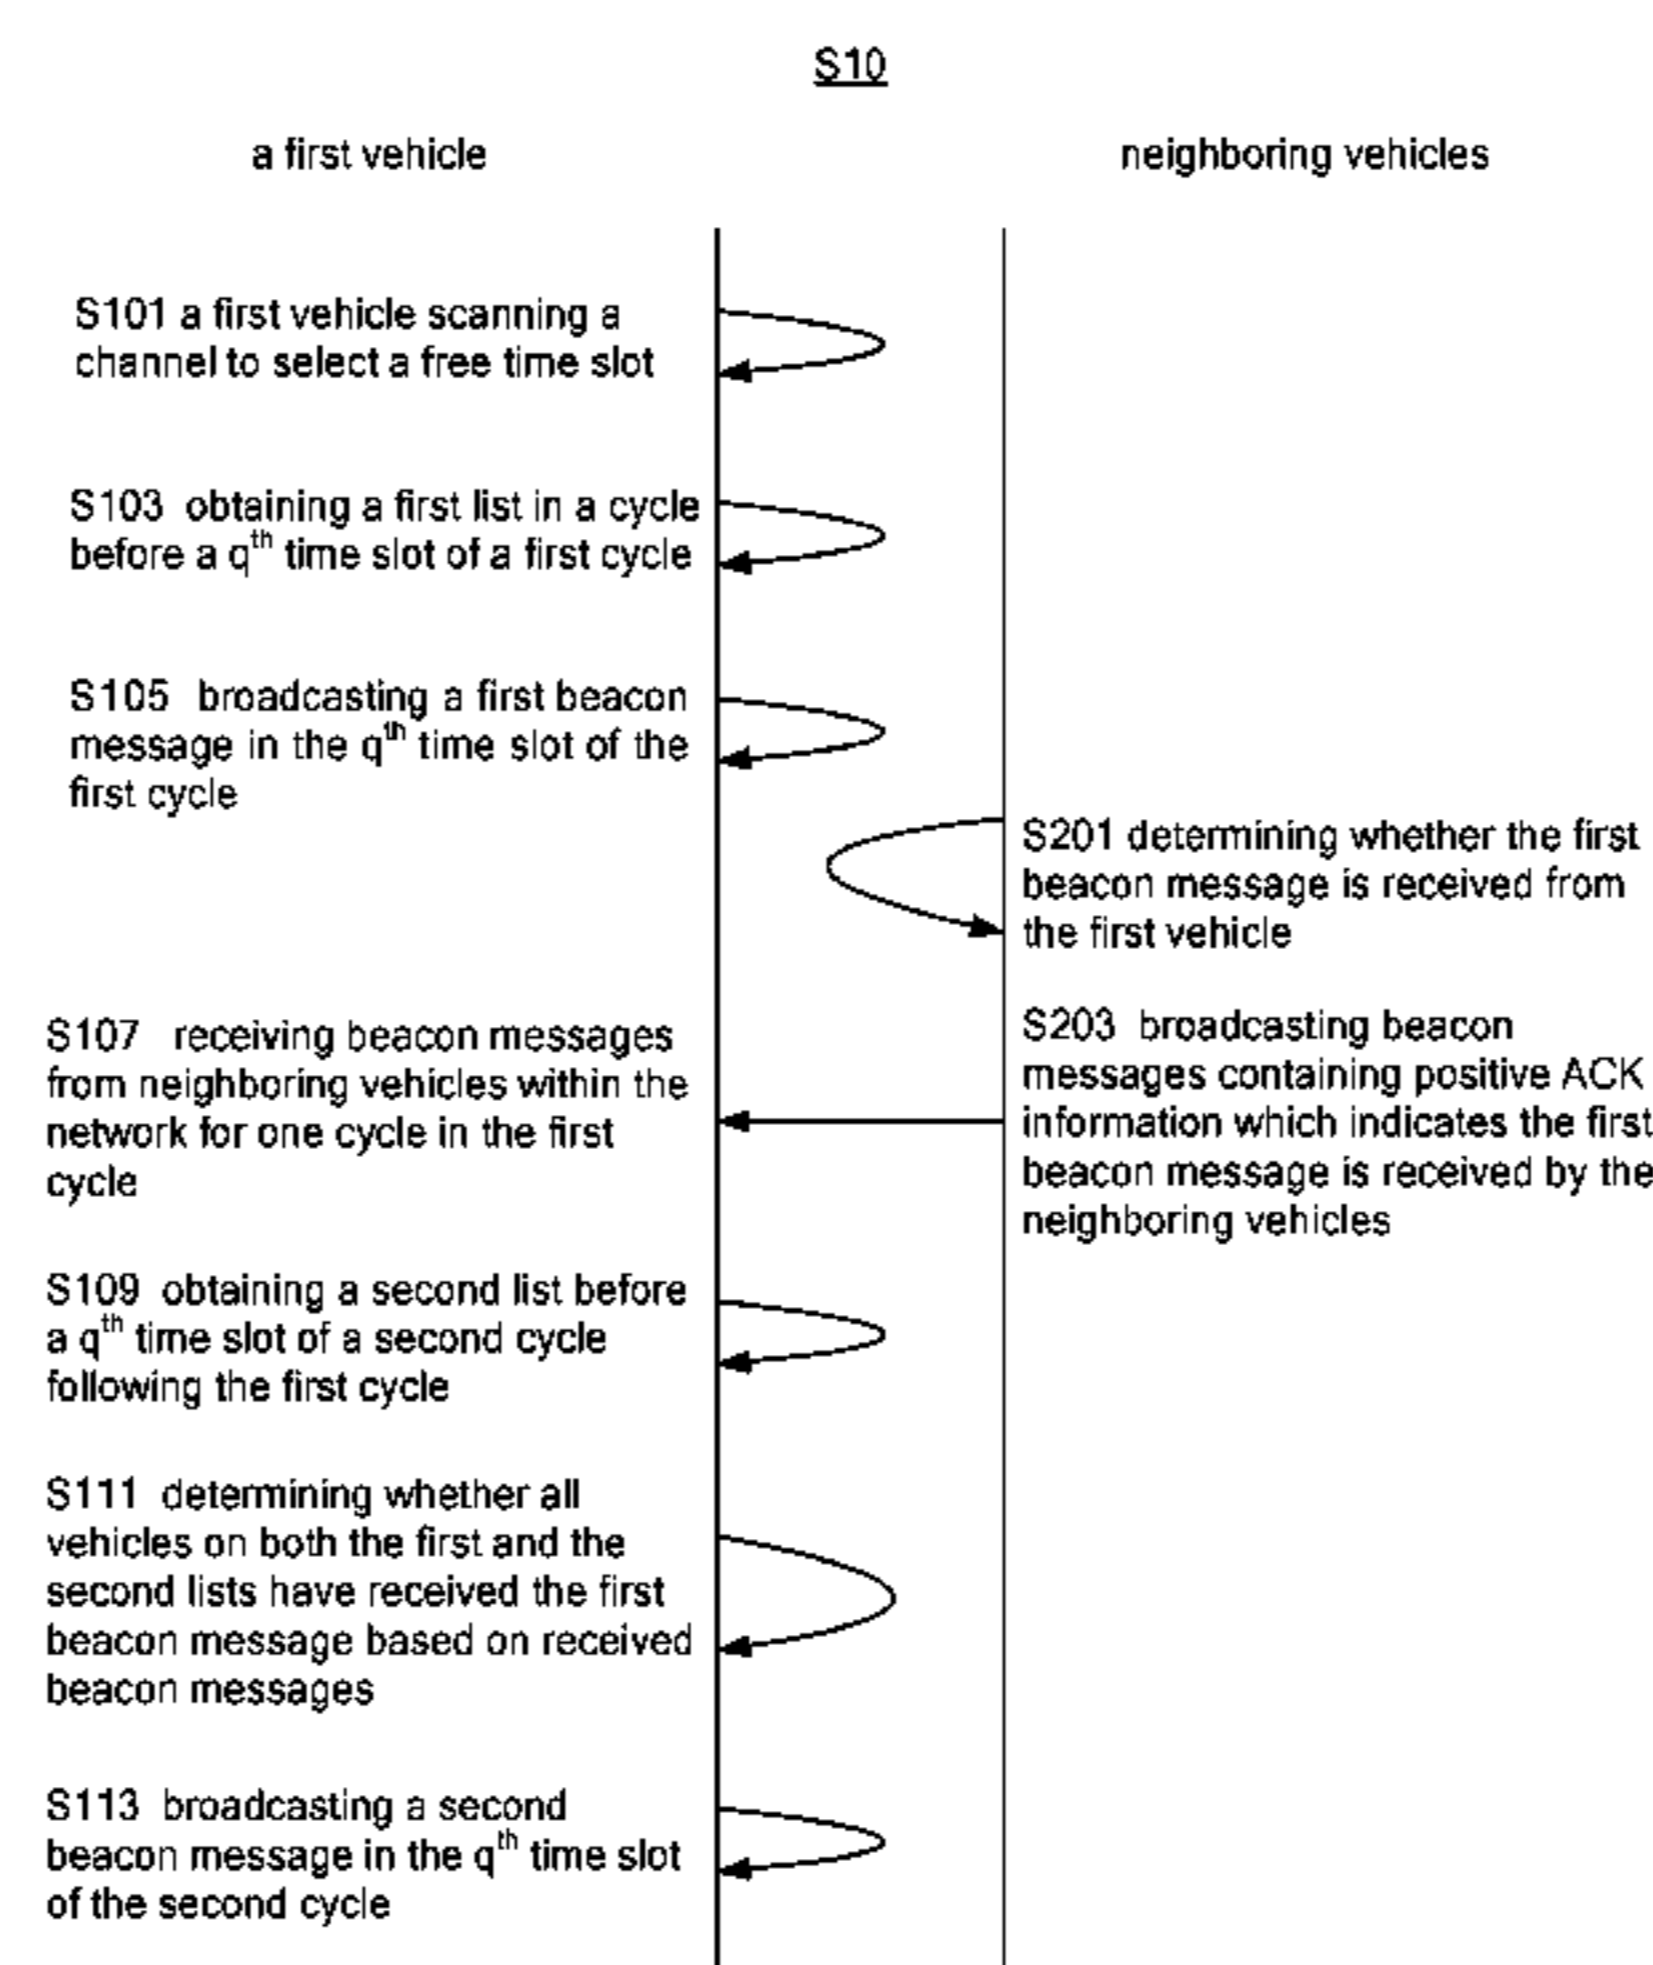 S10
a first vehicle
neighboring vehicles
S101 a first vehicle scanning a
channel to select a free time slot
S103 obtaining a first list in a cycle
before a qth time slot of a first cycle
S105 broadcasting a first beacon
message in the qth time slot of the
first cycle
S201 determining whether the first
beacon message is received from
the first vehicle
S107 receiving beacon messages
from neighboring vehicles within the
network for one cycle in the first
cycle
S203 broadcasting beacon
messages containing positive ACK
information which indicates the first
beacon message is received by the
neighboring vehicles
S109 obtaining a second list before
a qth time slot of a second cycle
following the first cycle
S111 determining whether all
vehicles on both the first and the
second lists have received the first
beacon message based on received
beacon messages
S113 broadcasting a second
beacon message in the qth time slot
of the second cycle